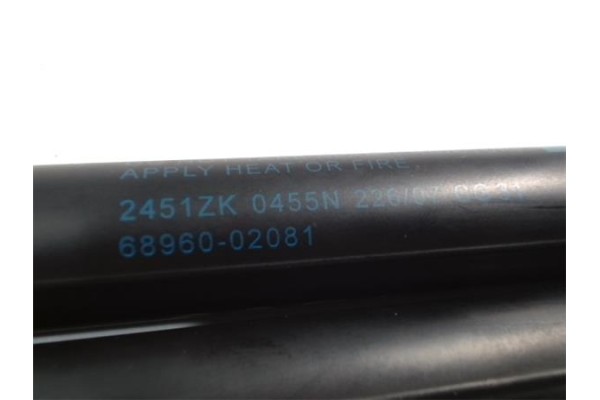 APPLY HEAT OR FIRE
2451ZK 0455N
68960-02081